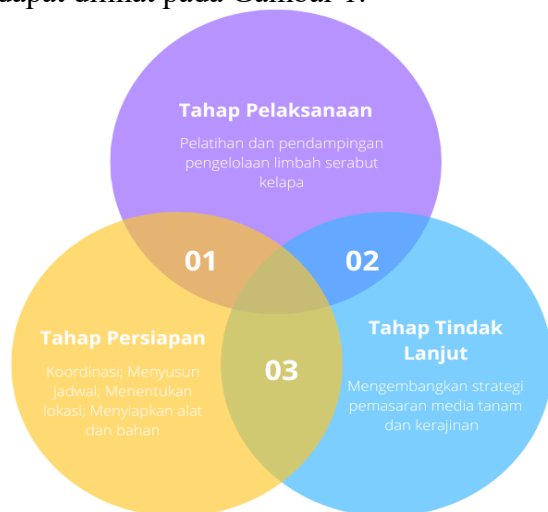 dapat dilihat pada Gambar 1.
Tahap Pelaksanaan
Pelatihan dan pendampingan
pengelolaan limbah serabut
kelapa
01
02
Tahap Persiapan
Koordinasi; Menyusun
jadwal; Menentukan
lokasi; Menyiapkan alat
dan bahan
03
Tahap Tindak
Lanjut
Mengembangkan strategi
pemasaran media tanam
dan kerajinan